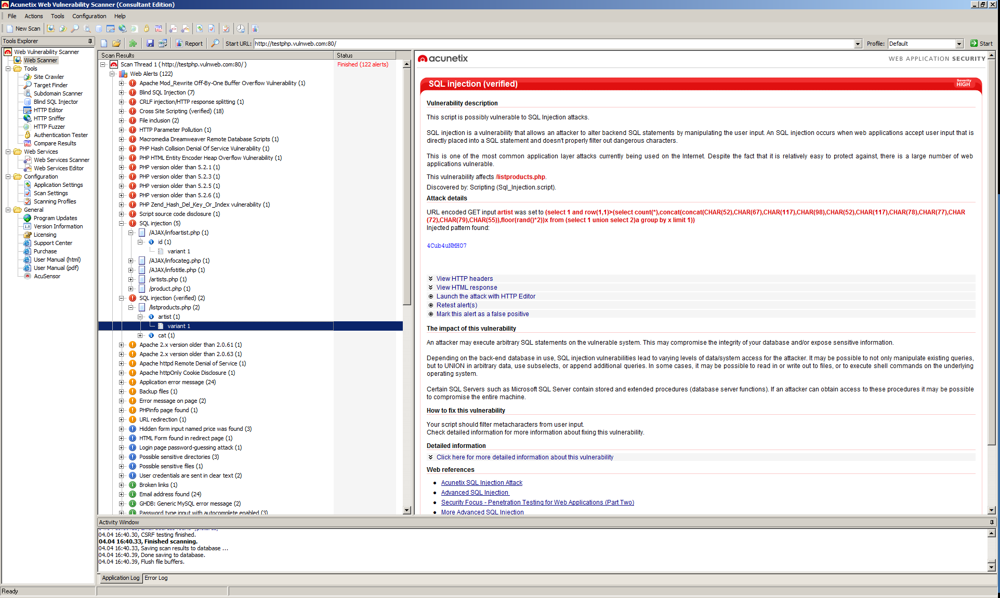 Acunetix Web Vulnerability Scanner (Consultant Edition)
File Actions Tools Configuration Help
New Scan
Tools Explorer
Web Vulnerability Scanner
Web Scanner
Tools
Site Crawler
Target Finder
Subdomain Scanner
Blind SQL Injector
HTTP Editor
HTTP Sniffer
HTTP Fuzzer
Authentication Tester
Compare Results
Web Services
Web Services Scanner
Web Services Editor
Configuration
Application Settings
Scan Settings
Scanning Profiles
General
Program Updates
Version Information
Licensing
Support Center
Purchase
User Manual (html)
User Manual (pdf)
AcuSensor
Report Start URL: http://testphp.vulnweb.com:80/ Profile: Default Start
Scan Results Status
Scan Thread 1 ( http://testphp.vulnweb.com:80/ ) Finished (122 alerts)
Web Alerts (122)
Apache Mod_Rewrite Off-By-One Buffer Overflow Vulnerability (1)
Blind SQL Injection (7)
CRLF injection/HTTP response splitting (1)
Cross Site Scripting (verified) (18)
File inclusion (2)
HTTP Parameter Pollution (1)
Macromedia Dreamweaver Remote Database Scripts (1)
PHP Hash Collision Denial Of Service Vulnerability (1)
PHP HTML Entity Encoder Heap Overflow Vulnerability (1)
PHP version older than 5.2.1 (1)
PHP version older than 5.2.3 (1)
PHP version older than 5.2.5 (1)
PHP version older than 5.2.6 (1)
PHP Zend_Hash_Del_Key_Or_Index vulnerability (1)
Script source code disclosure (1)
SQL injection (5)
/AJAX/infoartist.php (1)
id (1)
variant 1
/AJAX/infocateg.php (1)
/AJAX/infotitle.php (1)
/artists.php (1)
/product.php (1)
SQL injection (verified) (2)
/listproducts.php (2)
artist (1)
variant 1
cat (1)
Apache 2.x version older than 2.0.61 (1)
Apache 2.x version older than 2.0.63 (1)
Apache httpd Remote Denial of Service (1)
Apache httpOnly Cookie Disclosure (1)
Application error message (24)
Backup files (1)
Error message on page (2)
PHPinfo page found (1)
URL redirection (1)
Hidden form input named price was found (3)
HTML Form found in redirect page (1)
Login page password-guessing attack (1)
Possible sensitive directories (3)
Possible sensitive files (1)
User credentials are sent in clear text (2)
Broken links (1)
Email address found (24)
GHDB: Generic MySQL error message (2)
Password type input with autocomplete enabled (3)
acunetix WEB APPLICATION SECURITY
SQL injection (verified) Severity HIGH
Vulnerability description
This script is possibly vulnerable to SQL Injection attacks.
SQL injection is a vulnerability that allows an attacker to alter backend SQL statements by manipulating the user input. An SQL injection occurs when web applications accept user input that is
directly placed into a SQL statement and doesn't properly filter out dangerous characters.
This is one of the most common application layer attacks currently being used on the Internet. Despite the fact that it is relatively easy to protect against, there is a large number of web
applications vulnerable.
This vulnerability affects /listproducts.php.
Discovered by: Scripting (Sql_Injection.script).
Attack details
URL encoded GET input artist was set to (select 1 and row(1,1)>(select count(*),concat(concat(CHAR(52),CHAR(67),CHAR(117),CHAR(98),CHAR(52),CHAR(117),CHAR(78),CHAR(77),CHAR
(72),CHAR(79),CHAR(55)),floor(rand()*2))x from (select 1 union select 2)a group by x limit 1))
Injected pattern found:
4Cub4uNMHO7
View HTTP headers
View HTML response
Launch the attack with HTTP Editor
Retest alert(s)
Mark this alert as a false positive
The impact of this vulnerability
An attacker may execute arbitrary SQL statements on the vulnerable system. This may compromise the integrity of your database and/or expose sensitive information.
Depending on the back-end database in use, SQL injection vulnerabilities lead to varying levels of data/system access for the attacker. It may be possible to not only manipulate existing queries,
but to UNION in arbitrary data, use subselects, or append additional queries. In some cases, it may be possible to read in or write out to files, or to execute shell commands on the underlying
operating system.
Certain SQL Servers such as Microsoft SQL Server contain stored and extended procedures (database server functions). If an attacker can obtain access to these procedures it may be possible
to compromise the entire machine.
How to fix this vulnerability
Your script should filter metacharacters from user input.
Check detailed information for more information about fixing this vulnerability.
Detailed information
Click here for more detailed information about this vulnerability
Web references
Acunetix SQL Injection Attack
Advanced SQL Injection
Security Focus - Penetration Testing for Web Applications (Part Two)
More Advanced SQL Injection
Activity Window
04.04 16:40.30, CSRF testing finished.
04.04 16:40.33, Finished scanning.
04.04 16:40.33, Saving scan results to database ...
04.04 16:40.39, Done saving to database.
04.04 16:40.39, Flush file buffers.
Application Log Error Log
Ready